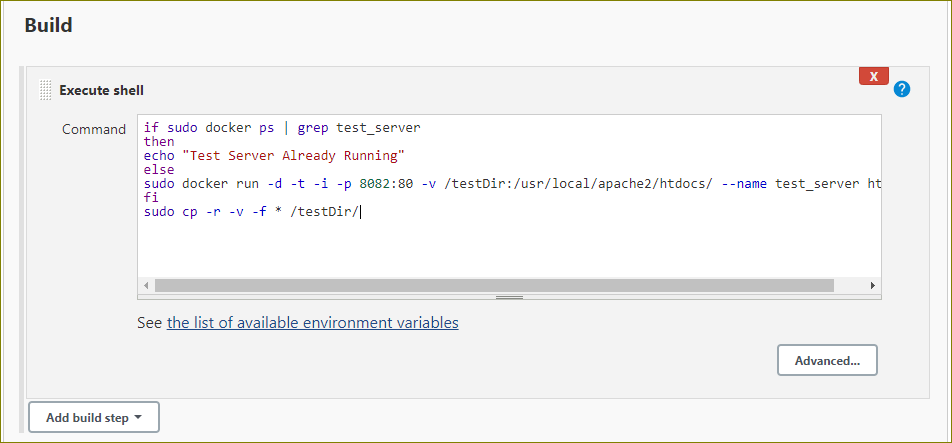 Build
X
Execute shell
?
Command
if sudo docker ps | grep test_server
then
echo "Test Server Already Running"
else
sudo docker run -d -t -i -p 8082:80 -v /testDir:/usr/local/apache2/htdocs/ --name test_server ht
fi
sudo cp -r -v -f * /testDir/
See the list of available environment variables
Advanced...
Add build step